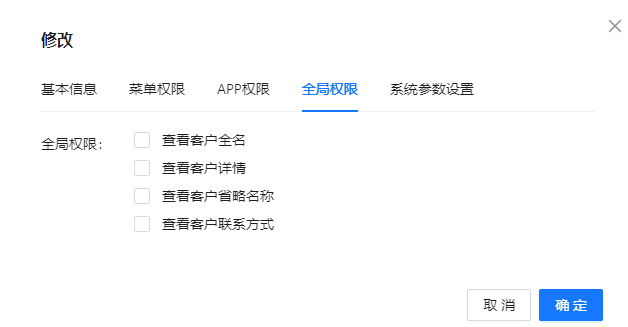 修改
基本信息 菜单权限 APP权限 全局权限 系统参数设置
全局权限： 查看客户全名
查看客户详情
查看客户省略名称
查看客户联系方式
取 消 确 定